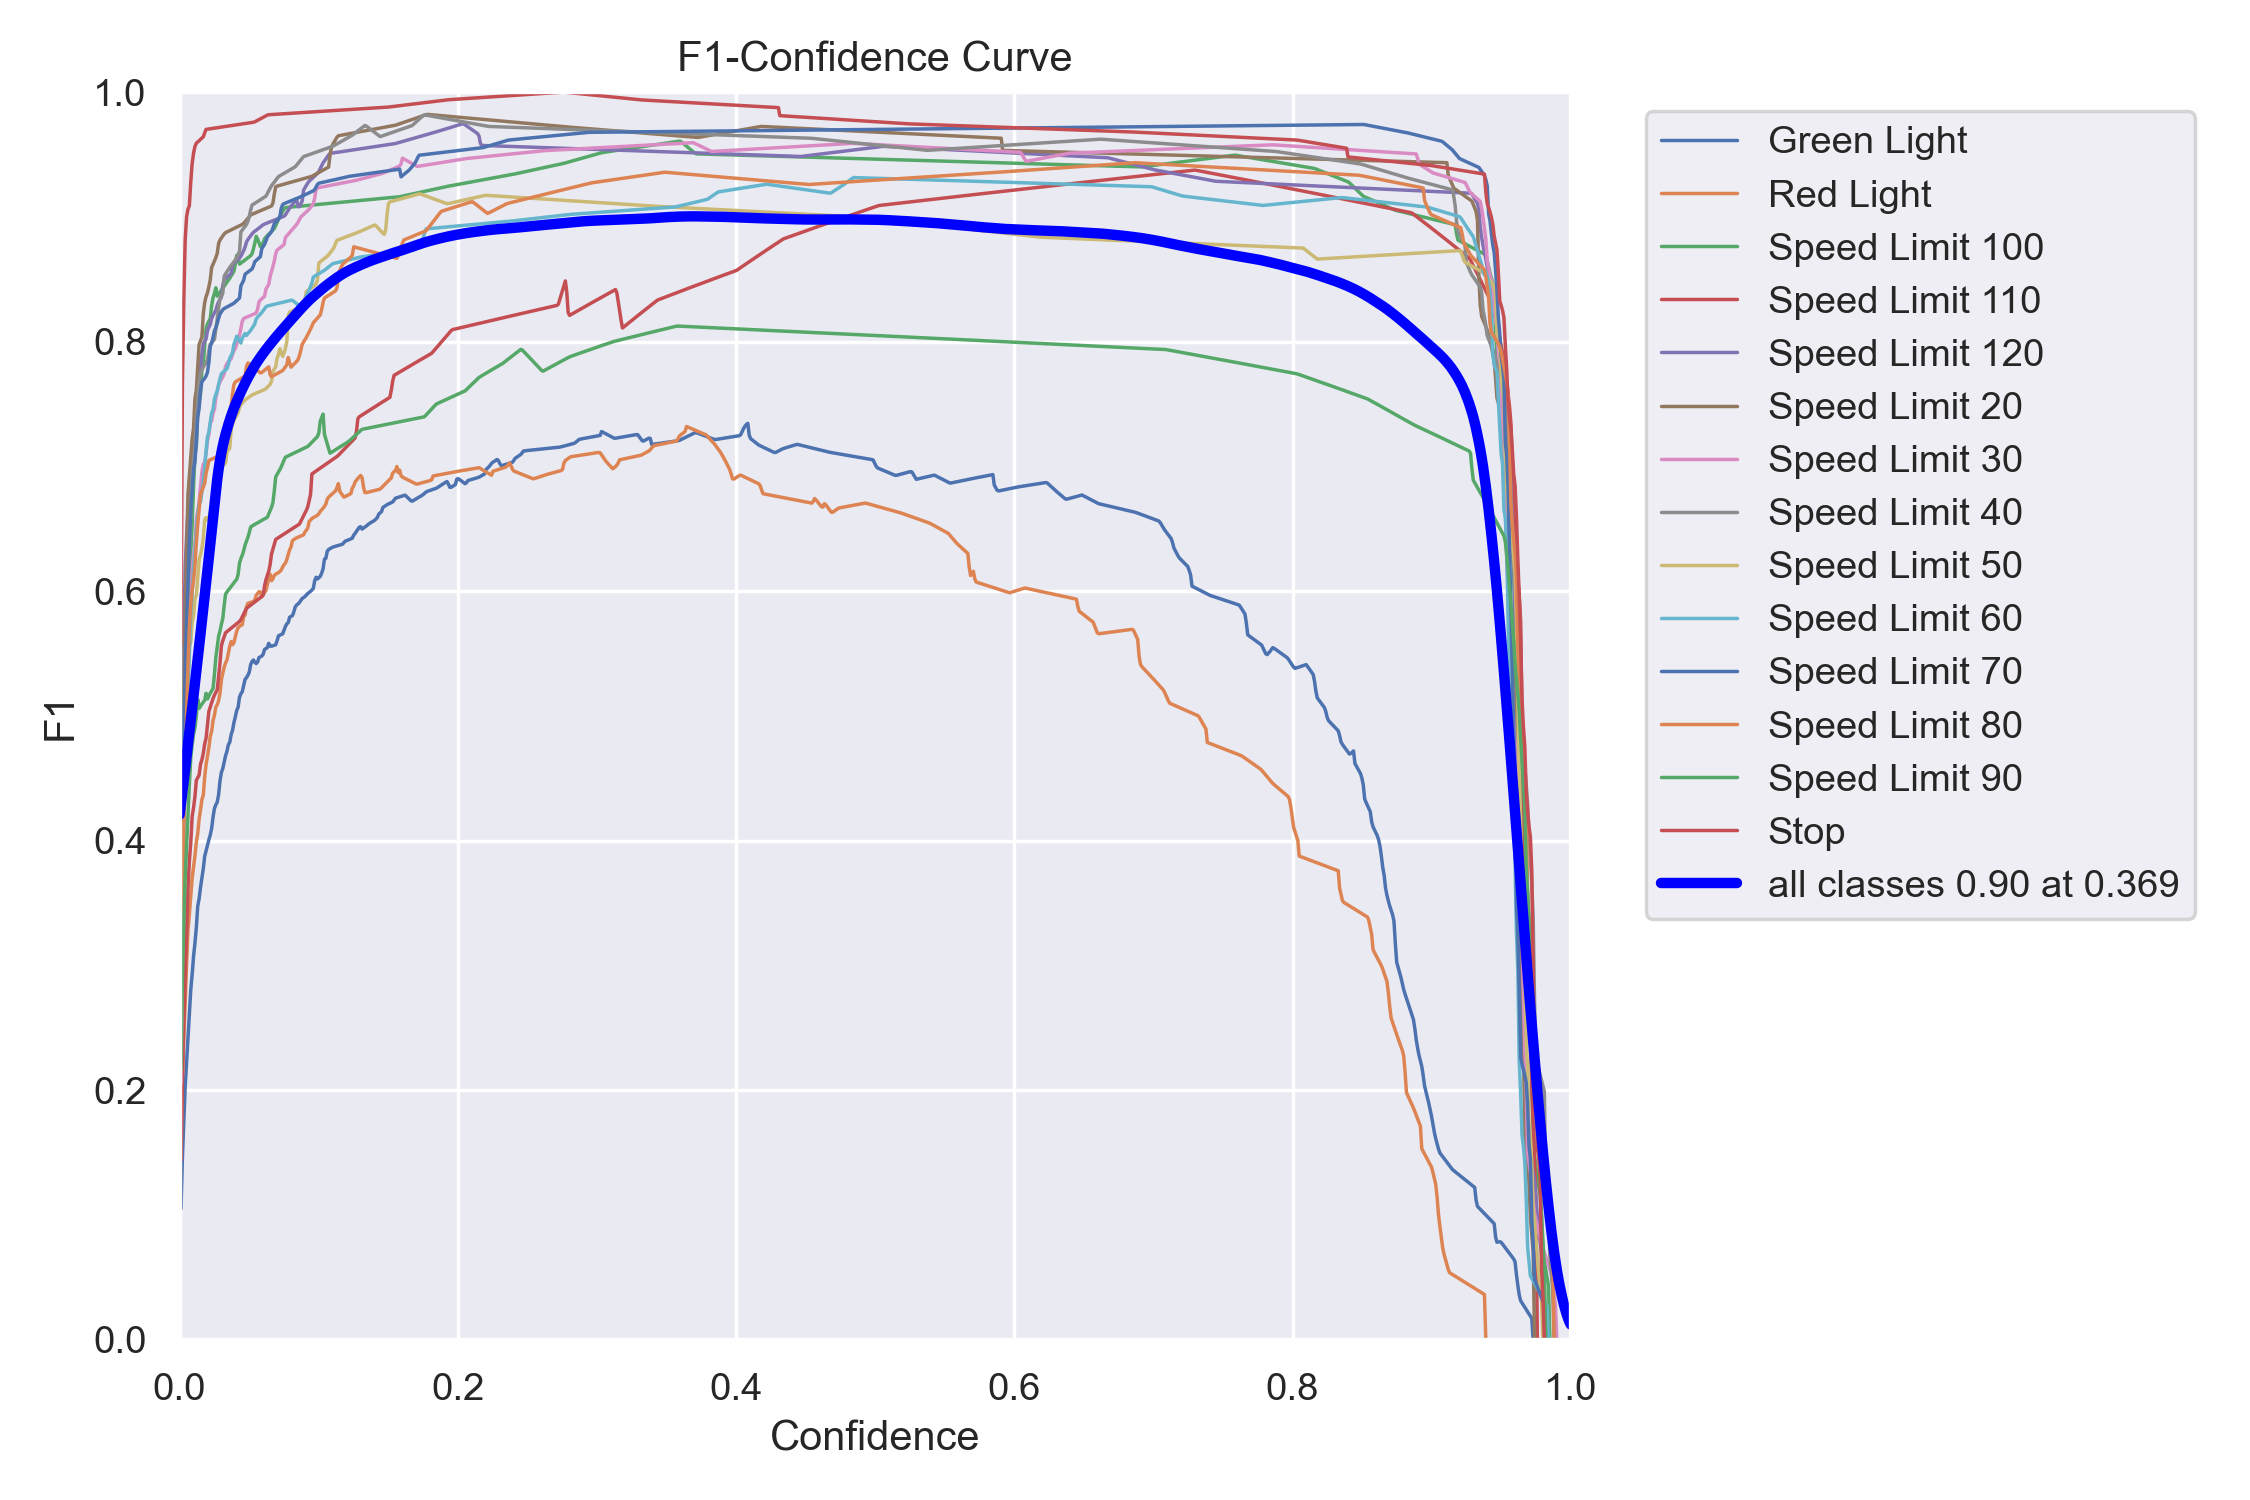 F1-Confidence Curve
1.0
0.8
0.6
0.4
0.2
0.0
F1
0.0 0.2 0.4 0.6 0.8 1.0
Confidence
Green Light
Red Light
Speed Limit 100
Speed Limit 110
Speed Limit 120
Speed Limit 20
Speed Limit 30
Speed Limit 40
Speed Limit 50
Speed Limit 60
Speed Limit 70
Speed Limit 80
Speed Limit 90
Stop
all classes 0.90 at 0.369